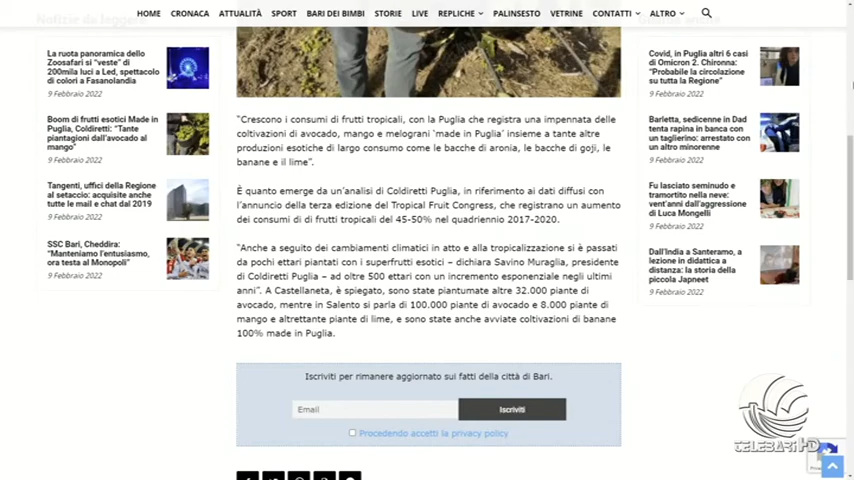 HOME CRONACA ATTUALITÀ SPORT BARI DEI BIMBI STORIE LIVE REPLICHE PALINSESTO VETRINE CONTATTI ALTRO
Notizie da leggere
La ruota panoramica dello
Zoosafari si “veste” di
200mila luci a Led, spettacolo
di colori a Fasanolandia
9 Febbraio 2022
Boom di frutti esotici Made in
Puglia, Coldiretti: “Tante
piantagioni dall’avocado al
mango”
9 Febbraio 2022
Tangenti, uffici della Regione
al setaccio: acquisite anche
tutte le mail e chat dal 2019
9 Febbraio 2022
SSC Bari, Cheddira:
“Manteniamo l’entusiasmo,
ora testa al Monopoli”
9 Febbraio 2022
“Crescono i consumi di frutti tropicali, con la Puglia che registra una impennata delle
coltivazioni di avocado, mango e melograni ‘made in Puglia’ insieme a tante altre
produzioni esotiche di largo consumo come le bacche di aronia, le bacche di goji, le
banane e il lime”.
È quanto emerge da un’analisi di Coldiretti Puglia, in riferimento ai dati diffusi con
l’annuncio della terza edizione del Tropical Fruit Congress, che registrano un aumento
dei consumi di di frutti tropicali del 45-50% nel quadriennio 2017-2020.
“Anche a seguito dei cambiamenti climatici in atto e alla tropicalizzazione si è passati
da pochi ettari piantati con i superfrutti esotici – dichiara Savino Muraglia, presidente
di Coldiretti Puglia – ad oltre 500 ettari con un incremento esponenziale negli ultimi
anni”. A Castellaneta, è spiegato, sono state piantumate altre 32.000 piante di
avocado, mentre in Salento si parla di 100.000 piante di avocado e 8.000 piante di
mango e altrettante piante di lime, e sono state anche avviate coltivazioni di banane
100% made in Puglia.
Iscriviti per rimanere aggiornato sui fatti della città di Bari.
Email
Iscriviti
Procedendo accetti la privacy policy
Covid, in Puglia altri 6 casi
di Omicron 2. Chironna:
“Probabile la circolazione
su tutta la Regione”
9 Febbraio 2022
Barletta, sedicenne in Dad
tenta rapina in banca con
un taglierino: arrestato con
un altro minorenne
9 Febbraio 2022
Fu lasciato seminudo e
tramortito nella neve:
vent’anni dall’aggressione
di Luca Mongelli
9 Febbraio 2022
Dall’India a Santeramo, a
lezione in didattica a
distanza: la storia della
piccola Japneet
9 Febbraio 2022
TELEBARI HD